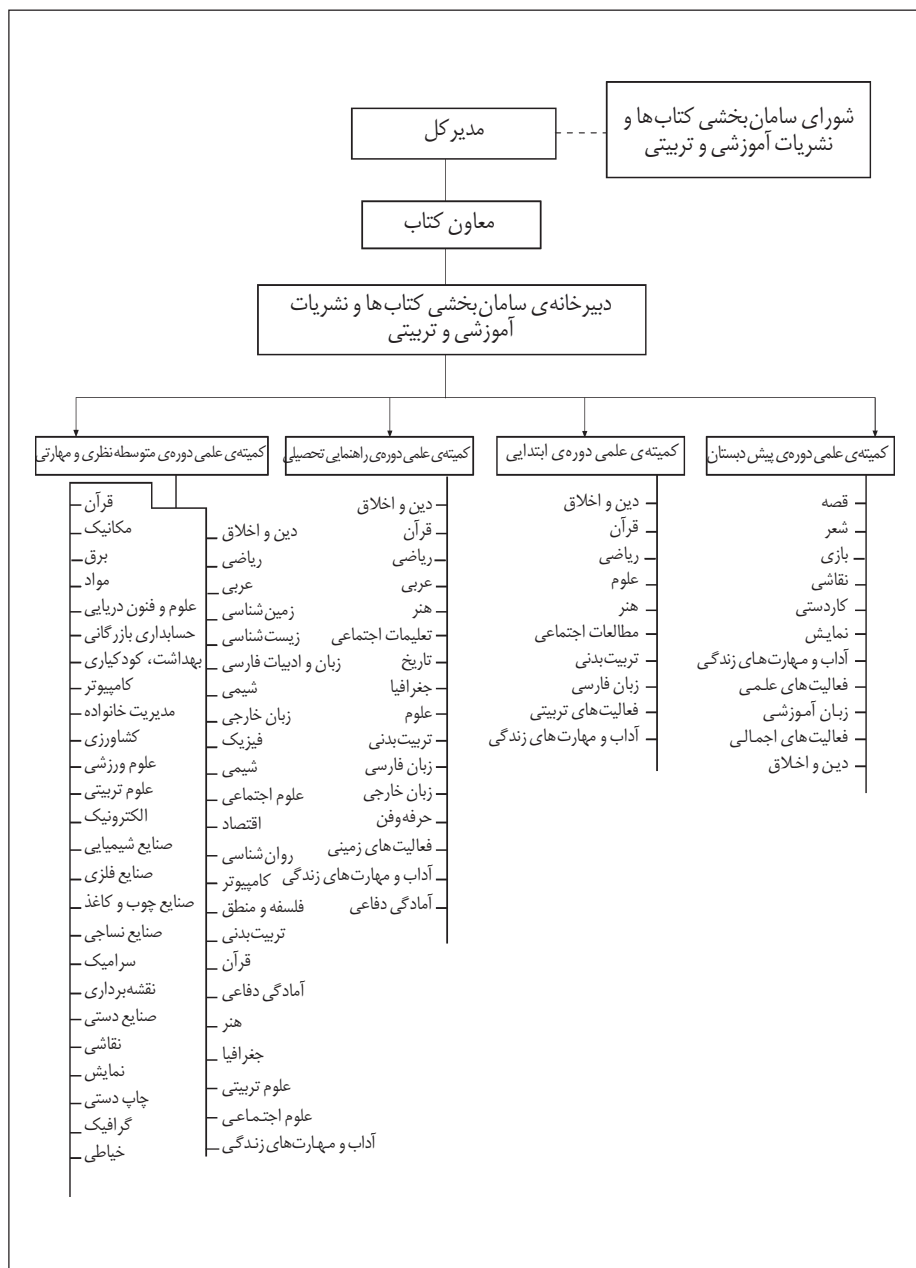 شورای سامان‌بخشی کتاب‌ها و
نشریات آموزشی و تربیتی
مدیر کل
معاون کتاب
دبیرخانه‌ی سامان‌بخشی کتاب‌ها و نشریات
آموزشی و تربیتی
کمیته‌ی علمی دوره‌ی پیش دبستان
قصه
شعر
بازی
نقاشی
کاردستی
نمایش
آداب و مهارت‌های زندگی
فعالیت‌های علمی
زبان آموزشی
فعالیت‌های اجمالی
دین و اخلاق
کمیته‌ی علمی دوره‌ی ابتدایی
دین و اخلاق
قرآن
ریاضی
علوم
هنر
مطالعات اجتماعی
تربیت‌بدنی
زبان فارسی
فعالیت‌های تربیتی
آداب و مهارت‌های زندگی
کمیته‌ی علمی دوره‌ی راهنمایی تحصیلی
دین و اخلاق
قرآن
ریاضی
عربی
هنر
تعلیمات اجتماعی
تاریخ
جغرافیا
علوم
تربیت‌بدنی
زبان فارسی
زبان خارجی
حرفه‌وفن
فعالیت‌های زمینی
آداب و مهارت‌های زندگی
آمادگی دفاعی
کمیته‌ی علمی دوره‌ی متوسطه نظری و مهارتی
دین و اخلاق
ریاضی
عربی
زمین‌شناسی
زیست‌شناسی
زبان و ادبیات فارسی
شیمی
زبان خارجی
فیزیک
شیمی
علوم اجتماعی
اقتصاد
روان‌شناسی
کامپیوتر
فلسفه و منطق
تربیت‌بدنی
قرآن
آمادگی دفاعی
هنر
جغرافیا
علوم تربیتی
علوم اجتماعی
آداب و مهارت‌های زندگی
قرآن
مکانیک
برق
مواد
علوم و فنون دریایی
حسابداری بازرگانی
بهداشت، کودکیاری
کامپیوتر
مدیریت خانواده
کشاورزی
علوم ورزشی
علوم تربیتی
الکترونیک
صنایع شیمیایی
صنایع فلزی
صنایع چوب و کاغذ
صنایع نساجی
سرامیک
نقشه‌برداری
صنایع دستی
نقاشی
نمایش
چاپ دستی
گرافیک
خیاطی